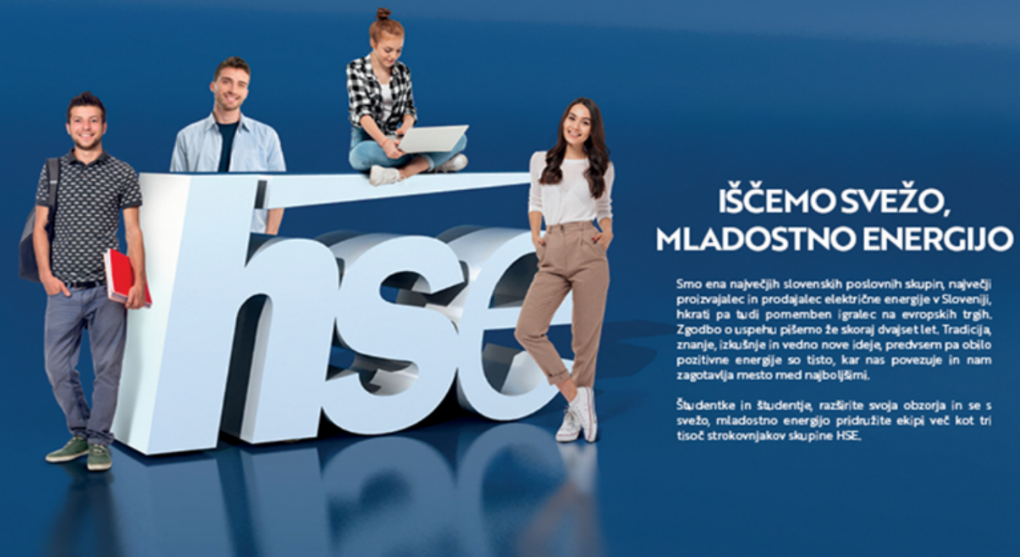 hse
IŠČEMO SVEŽO,
MLADOSTNO ENERGIJO
Smo ena največjih slovenskih poslovnih skupin, največji
proizvajalec in prodajalec električne energije v Sloveniji,
hkrati pa tudi pomemben igralec na evropskih trgih.
Zgodbo o uspehu pišemo že skoraj dvajset let. Tradicija,
znanje, izkušnje in vedno nove ideje, predvsem pa obilo
pozitivne energije so tisto, kar nas povezuje in nam
zagotavlja mesto med najboljšimi.
Študentke in študentje, razširite svoja obzorja in se s
svežo, mladostno energijo pridružite ekipi več kot tri
tisoč strokovnjakov skupine HSE.